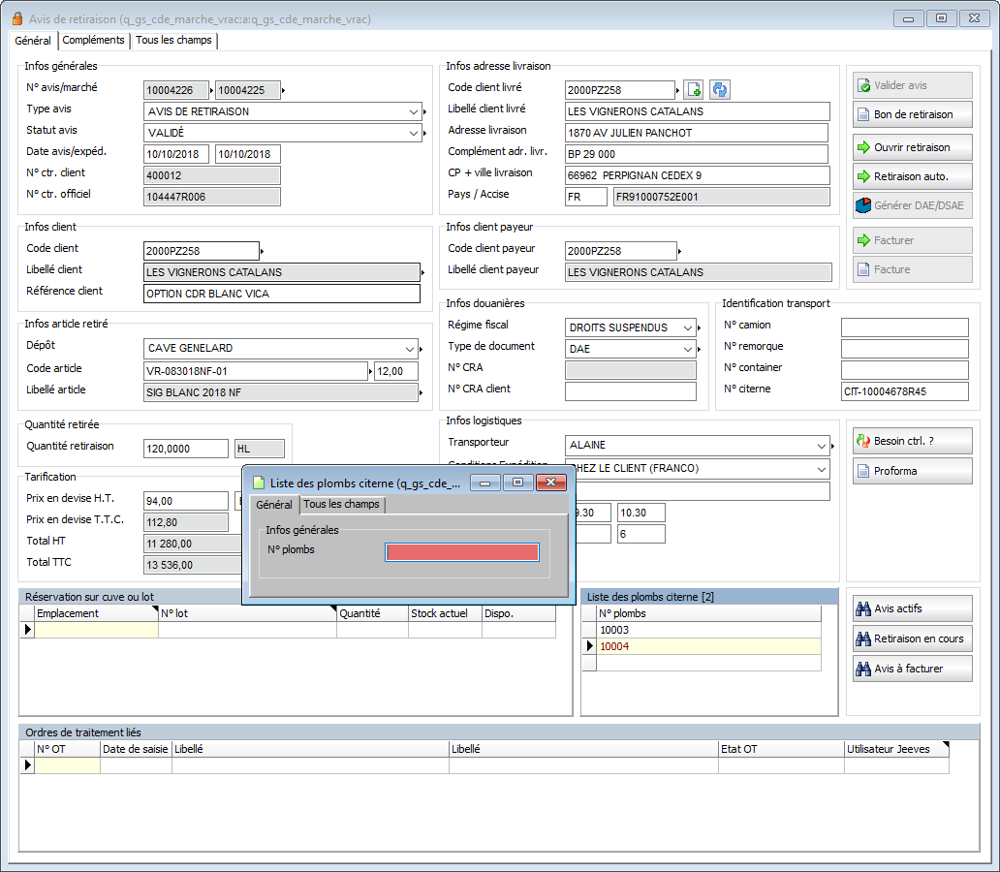 Avis de retiraison (q_gs_cde_marche_vrac:a:q_gs_cde_marche_vrac)
Général Compléments Tous les champs
Infos générales
N° avis/marché 10004226 10004225
Type avis AVIS DE RETIRAISON
Statut avis VALIDÉ
Date avis/expéd. 10/10/2018 10/10/2018
N° ctr. client 400012
N° ctr. officiel 104447R006
Infos adresse livraison
Code client livré 2000PZ258
Libellé client livré LES VIGNERONS CATALANS
Adresse livraison 1870 AV JULIEN PANCHOT
Complément adr. livr. BP 29 000
CP + ville livraison 66962 PERPIGNAN CEDEX 9
Pays / Accise FR FR91000752E001
Valider avis
Bon de retiraison
Ouvrir retiraison
Retiraison auto.
Générer DAE/DSAE
Facturer
Facture
Infos client
Code client 2000PZ258
Libellé client LES VIGNERONS CATALANS
Référence client OPTION CDR BLANC VICA
Infos client payeur
Code client payeur 2000PZ258
Libellé client payeur LES VIGNERONS CATALANS
Infos article retiré
Dépôt CAVE GENELARD
Code article VR-083018NF-01 12,00
Libellé article SIG BLANC 2018 NF
Infos douanières
Régime fiscal DROITS SUSPENDUS
Type de document DAE
N° CRA
N° CRA client
Identification transport
N° camion
N° remorque
N° container
N° citerne CIT-10004678R45
Quantité retirée
Quantité retiraison 120,0000 HL
Infos logistiques
Transporteur ALAINE
Conditions Expédition CHEZ LE CLIENT (FRANCO)
9.30 10.30
6
Besoin ctrl. ?
Proforma
Tarification
Prix en devise H.T. 94,00
Prix en devise T.T.C. 112,80
Total HT 11 280,00
Total TTC 13 536,00
Liste des plombs citerne (q_gs_cde_...
Général Tous les champs
Infos générales
N° plombs
Réservation sur cuve ou lot
Emplacement N° lot Quantité Stock actuel Dispo.
Liste des plombs citerne [2]
N° plombs
10003
10004
Avis actifs
Retiraison en cours
Avis à facturer
Ordres de traitement liés
N° OT Date de saisie Libellé Libellé Etat OT Utilisateur Jeeves